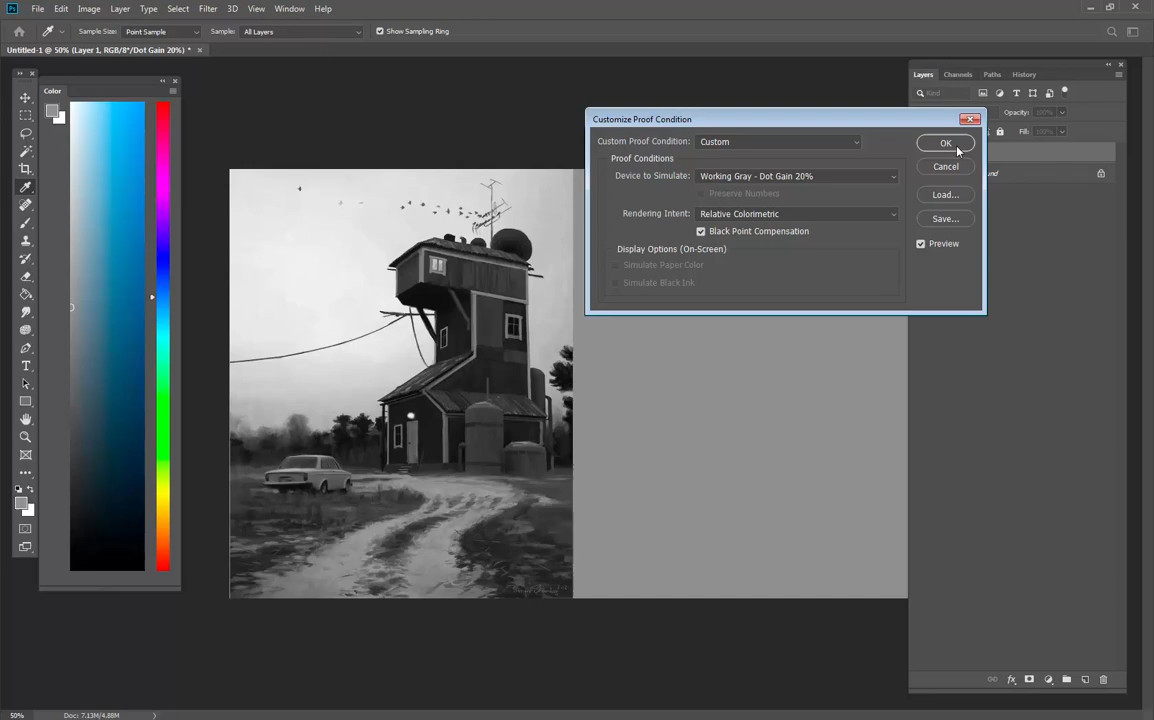 Ps File Edit Image Layer Type Select Filter 3D View Window Help
Sample Size: Point Sample Sample: All Layers Show Sampling Ring
Untitled-1 @ 50% (Layer 1, RGB/8*/Dot Gain 20%) * ×
Color
Layers Channels Paths History
Kind
Opacity: 100%
Fill: 100%
Customize Proof Condition
Custom Proof Condition: Custom
OK
Proof Conditions
Cancel
Device to Simulate: Working Gray - Dot Gain 20%
Preserve Numbers
Load...
Rendering Intent: Relative Colorimetric
Save...
Black Point Compensation
Preview
Display Options (On-Screen)
Simulate Paper Color
Simulate Black Ink
50% Doc: 7.13M/4.88M